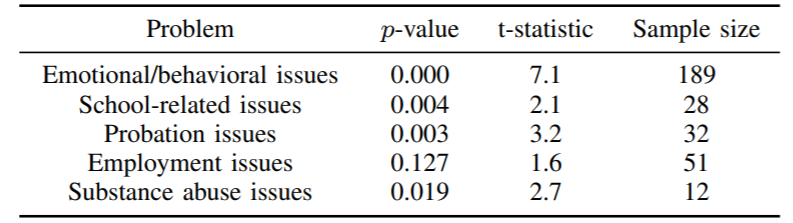 Problem p-value t-statistic Sample size
Emotional/behavioral issues 0.000 7.1 189
School-related issues 0.004 2.1 28
Probation issues 0.003 3.2 32
Employment issues 0.127 1.6 51
Substance abuse issues 0.019 2.7 12